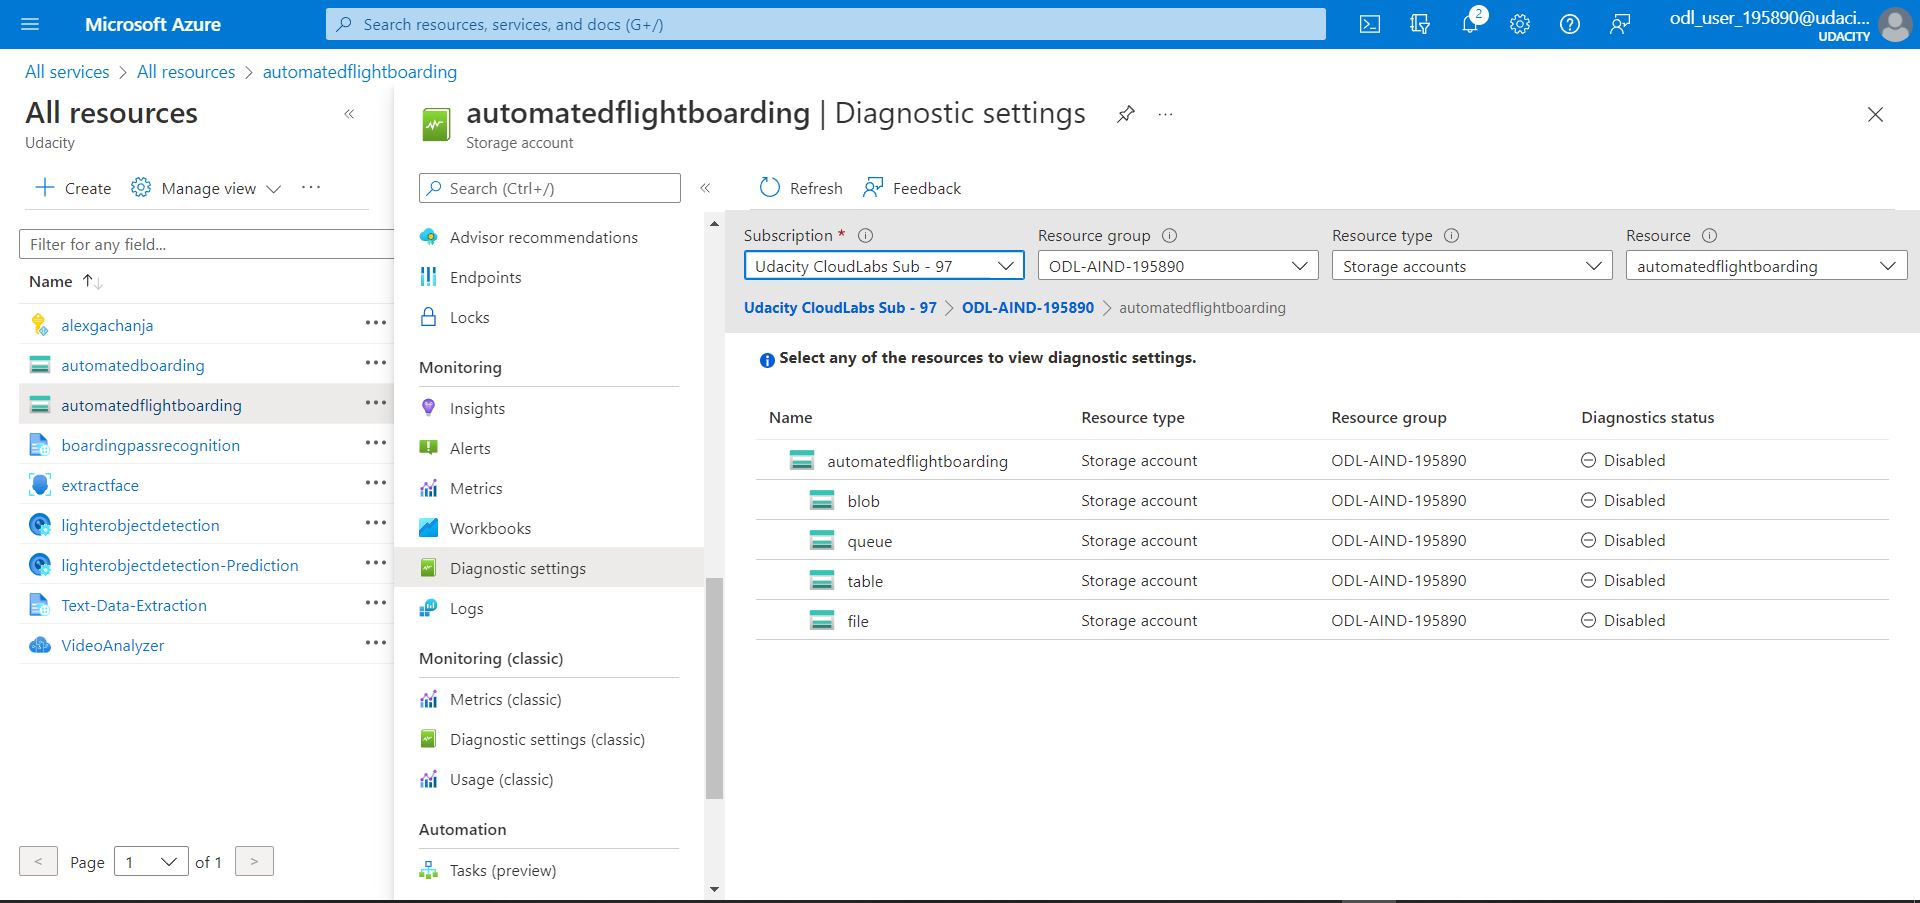 Microsoft Azure
Search resources, services, and docs (G+/)
2
odl_user_195890@udaci...
UDACITY
All services > All resources > automatedflightboarding
All resources
«
Udacity
automatedflightboarding | Diagnostic settings
...
Storage account
Create
Manage view
...
Search (Ctrl+/)
«
Refresh
Feedback
Filter for any field...
Name
alexgachanja
automatedboarding
automatedflightboarding
boardingpassrecognition
extractface
lighterobjectdetection
lighterobjectdetection-Prediction
Text-Data-Extraction
VideoAnalyzer
< Page 1 of 1 >
Advisor recommendations
Endpoints
Locks
Monitoring
Insights
Alerts
Metrics
Workbooks
Diagnostic settings
Logs
Monitoring (classic)
Metrics (classic)
Diagnostic settings (classic)
Usage (classic)
Automation
Tasks (preview)
Subscription * Resource group Resource type Resource
Udacity CloudLabs Sub - 97 ODL-AIND-195890 Storage accounts automatedflightboarding
Udacity CloudLabs Sub - 97 > ODL-AIND-195890 > automatedflightboarding
Select any of the resources to view diagnostic settings.
Name Resource type Resource group Diagnostics status
automatedflightboarding Storage account ODL-AIND-195890 Disabled
blob Storage account ODL-AIND-195890 Disabled
queue Storage account ODL-AIND-195890 Disabled
table Storage account ODL-AIND-195890 Disabled
file Storage account ODL-AIND-195890 Disabled